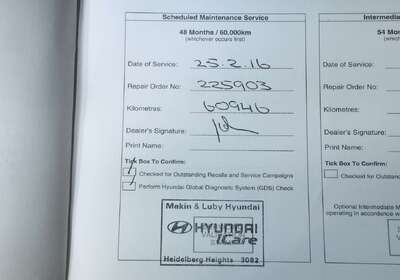 Scheduled Maintenance Service
48 Months / 60,000km
(whichever occurs first)
Date of Service: 25.2.16
Repair Order No: 225903
Kilometres: 60946
Dealer's Signature:
Print Name:
Tick Box To Confirm:
Checked for Outstanding Recalls and Service Campaigns
Perform Hyundai Global Diagnostic System (GDS) Check
Makin & Luby Hyundai
HYUNDAI
iCare
Heidelberg Heights 3082
Intermedia
54 Mon
(whichev
Date of Service:
Repair Order No:
Kilometres:
Dealer's Signature:
Print Name:
Tick Box To Confirm:
Checked for Outstand
Optional Intermediate M
operating in accordance w